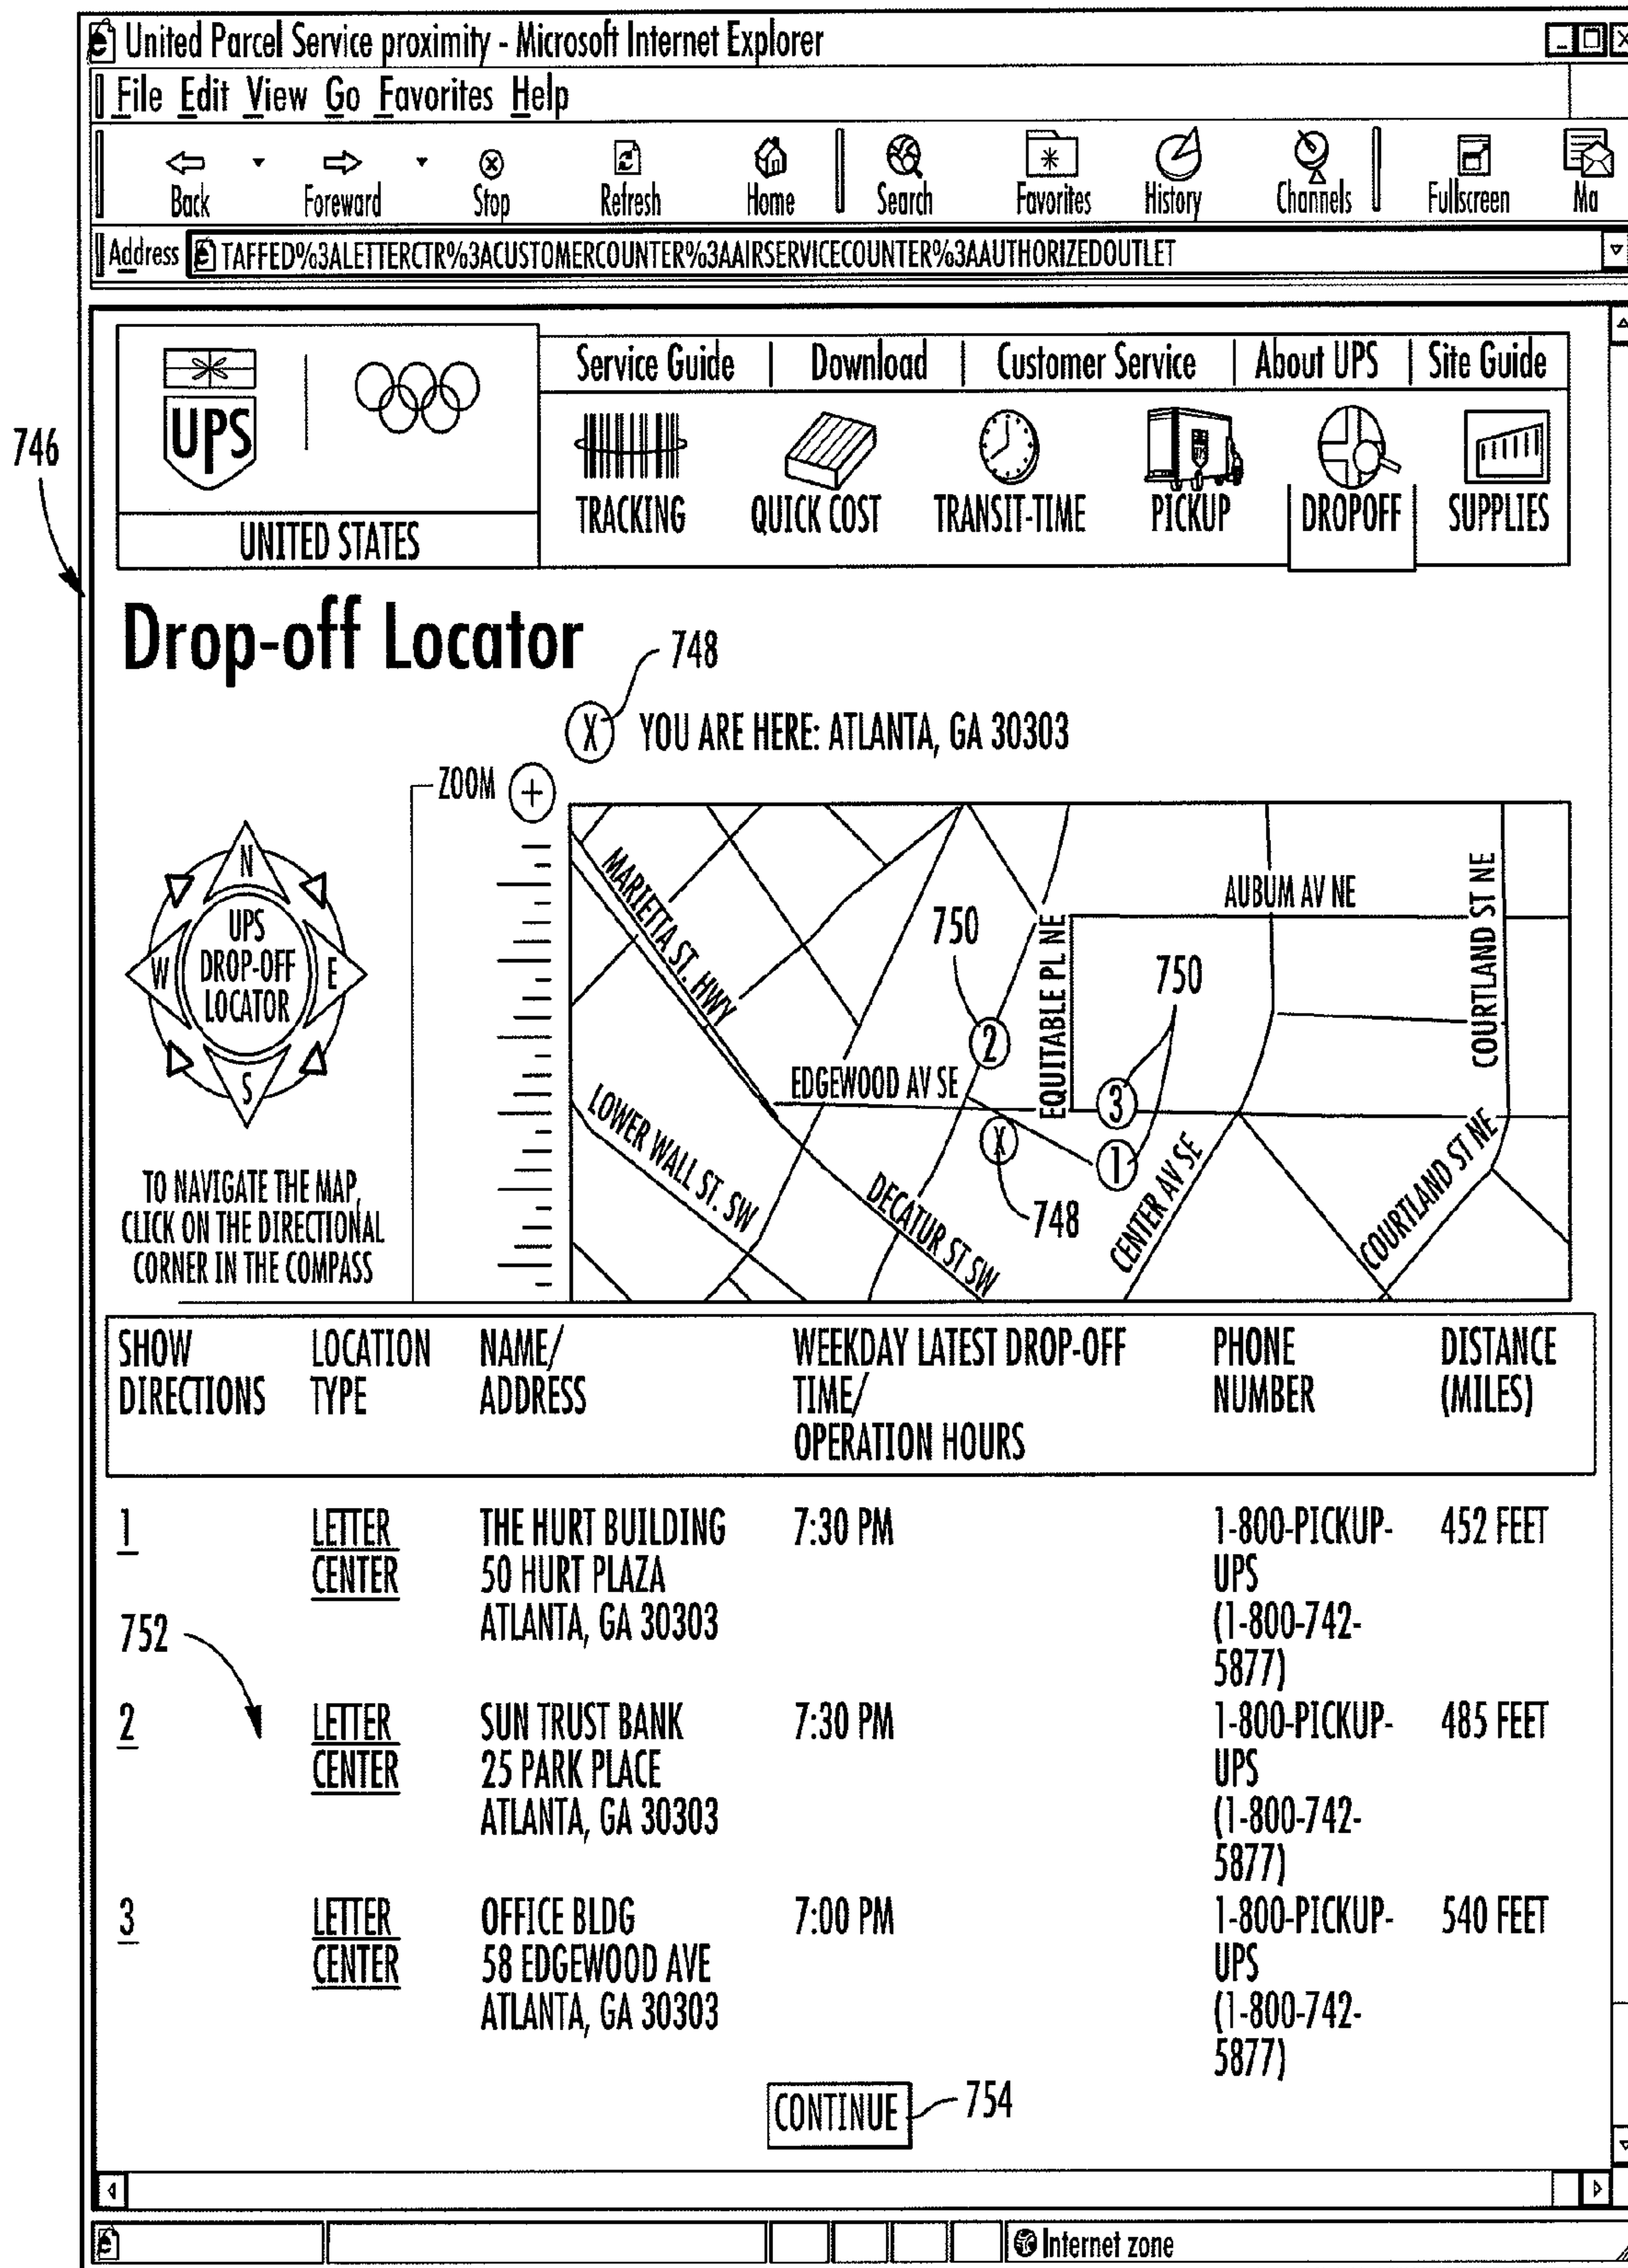 United Parcel Service proximity - Microsoft Internet Explorer
File Edit View Go Favorites Help
Back Foreward Stop Refresh Home Search Favorites History Channels Fullscreen Ma
Address TAFFED%3ALETTERCTR%3ACUSTOMERCOUNTER%3AAIRSERVICECOUNTER%3AAUTHORIZEDOUTLET
Service Guide | Download | Customer Service | About UPS | Site Guide
UPS
746
TRACKING QUICK COST TRANSIT-TIME PICKUP DROPOFF SUPPLIES
UNITED STATES
Drop-off Locator
748
X YOU ARE HERE: ATLANTA, GA 30303
ZOOM +
N
W
E
S
UPS
DROP-OFF
LOCATOR
TO NAVIGATE THE MAP,
CLICK ON THE DIRECTIONAL
CORNER IN THE COMPASS
MARIETTA ST. HWY
AUBUM AV NE
COURTLAND ST NE
750
EQUITABLE PL NE
750
2
EDGEWOOD AV SE
3
LOWER WALL ST. SW
X
1
748
DECATUR ST SW
CENTER AV SE
COURTLAND ST NE
SHOW LOCATION NAME/ WEEKDAY LATEST DROP-OFF PHONE DISTANCE
DIRECTIONS TYPE ADDRESS TIME/ NUMBER (MILES)
OPERATION HOURS
1 LETTER THE HURT BUILDING 7:30 PM 1-800-PICKUP- 452 FEET
CENTER 50 HURT PLAZA UPS
ATLANTA, GA 30303 (1-800-742-
752
5877)
2 LETTER SUN TRUST BANK 7:30 PM 1-800-PICKUP- 485 FEET
CENTER 25 PARK PLACE UPS
ATLANTA, GA 30303 (1-800-742-
5877)
3 LETTER OFFICE BLDG 7:00 PM 1-800-PICKUP- 540 FEET
CENTER 58 EDGEWOOD AVE UPS
ATLANTA, GA 30303 (1-800-742-
5877)
CONTINUE 754
Internet zone